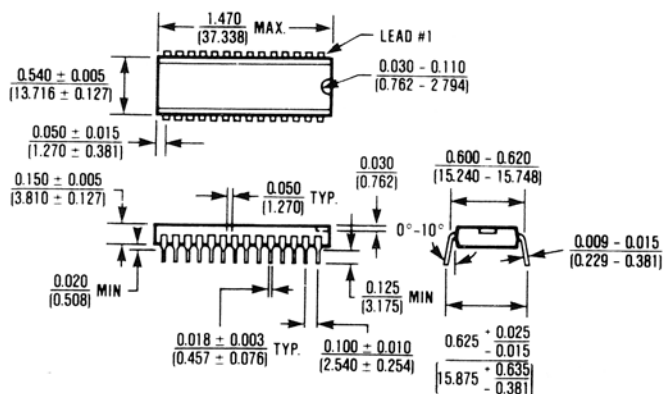 1.470 MAX.
(37.338)
LEAD #1
0.540 ± 0.005
(13.716 ± 0.127)
0.030 - 0.110
(0.762 - 2 794)
0.050 ± 0.015
(1.270 ± 0.381)
0.150 ± 0.005
(3.810 ± 0.127)
0.050 TYP.
(1.270)
0.030
(0.762)
0.600 - 0.620
(15.240 - 15.748)
0°-10°
0.009 - 0.015
(0.229 - 0.381)
0.020 MIN
(0.508)
0.125 MIN
(3.175)
0.018 ± 0.003 TYP.
(0.457 ± 0.076)
0.100 ± 0.010
(2.540 ± 0.254)
0.625 + 0.025
- 0.015
15.875 + 0.635
- 0.381